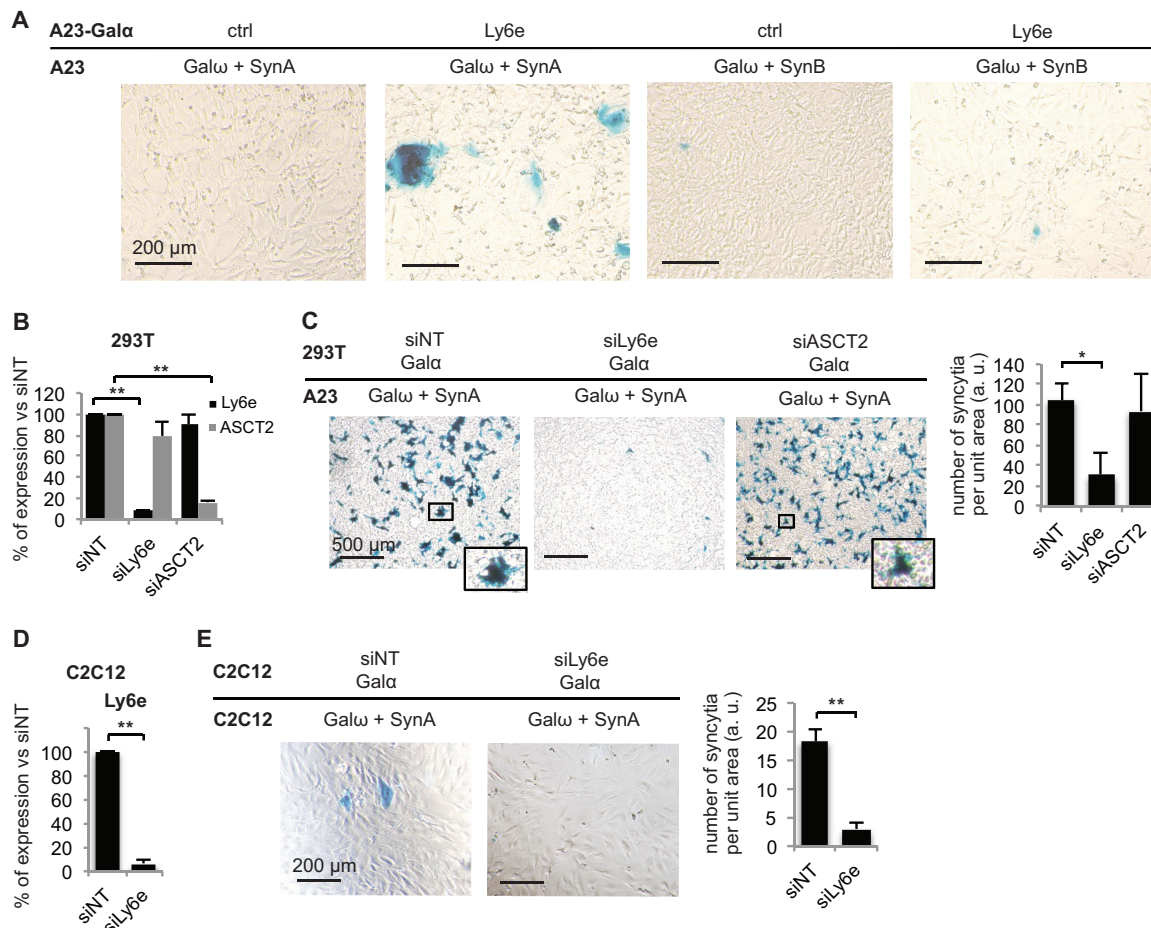 A
A23-Galα ctrl Ly6e ctrl Ly6e
A23 Galω + SynA Galω + SynA Galω + SynB Galω + SynB
200 µm
B
293T
% of expression vs siNT
** **
Ly6e
ASCT2
120
100
80
60
40
20
0
siNT siLy6e siASCT2
C
293T
siNT siLy6e siASCT2
Galα Galα Galα
A23 Galω + SynA Galω + SynA Galω + SynA
500 µm
number of syncytia
per unit area (a. u.)
*
140
120
100
80
60
40
20
0
siNT siLy6e siASCT2
D
C2C12
Ly6e
% of expression vs siNT
**
100
80
60
40
20
0
siNT siLy6e
E
C2C12
siNT siLy6e
Galα Galα
C2C12 Galω + SynA Galω + SynA
200 µm
number of syncytia
per unit area (a. u.)
**
25
20
15
10
5
0
siNT siLy6e